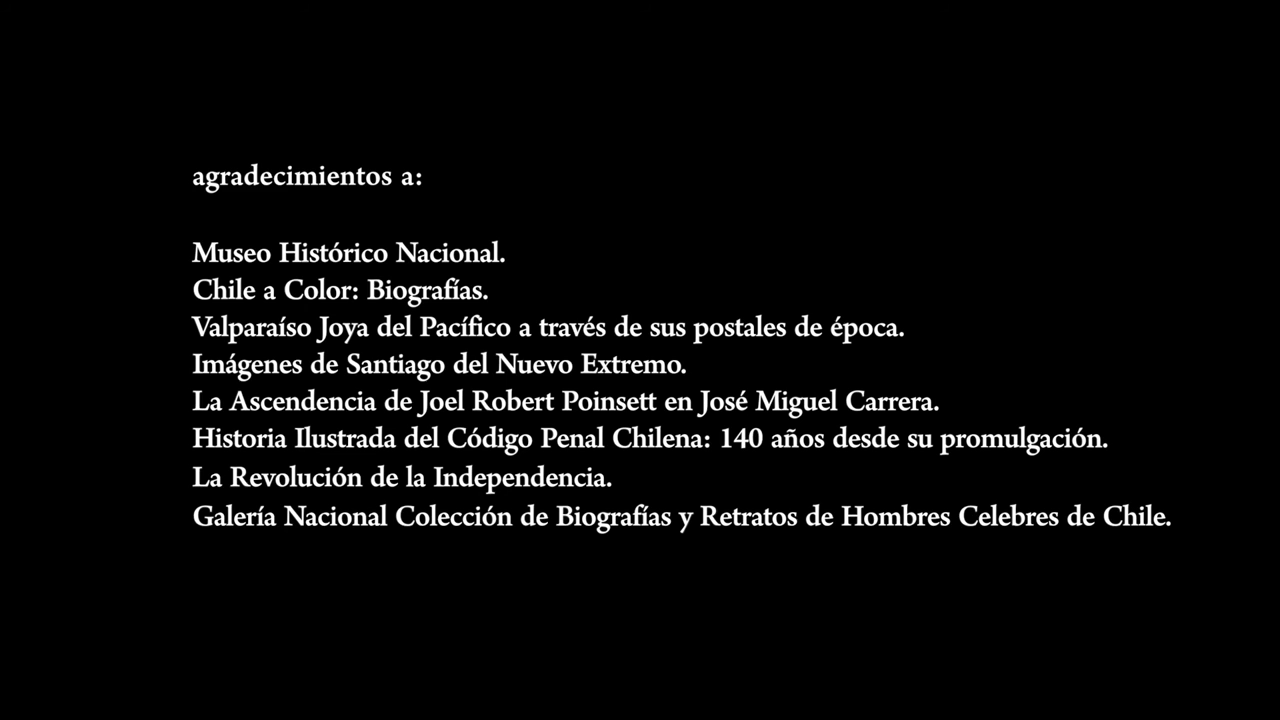 agradecimientos a:
Museo Histórico Nacional.
Chile a Color: Biografías.
Valparaíso Joya del Pacífico a través de sus postales de época.
Imágenes de Santiago del Nuevo Extremo.
La Ascendencia de Joel Robert Poinsett en José Miguel Carrera.
Historia Ilustrada del Código Penal Chilena: 140 años desde su promulgación.
La Revolución de la Independencia.
Galería Nacional Colección de Biografías y Retratos de Hombres Celebres de Chile.